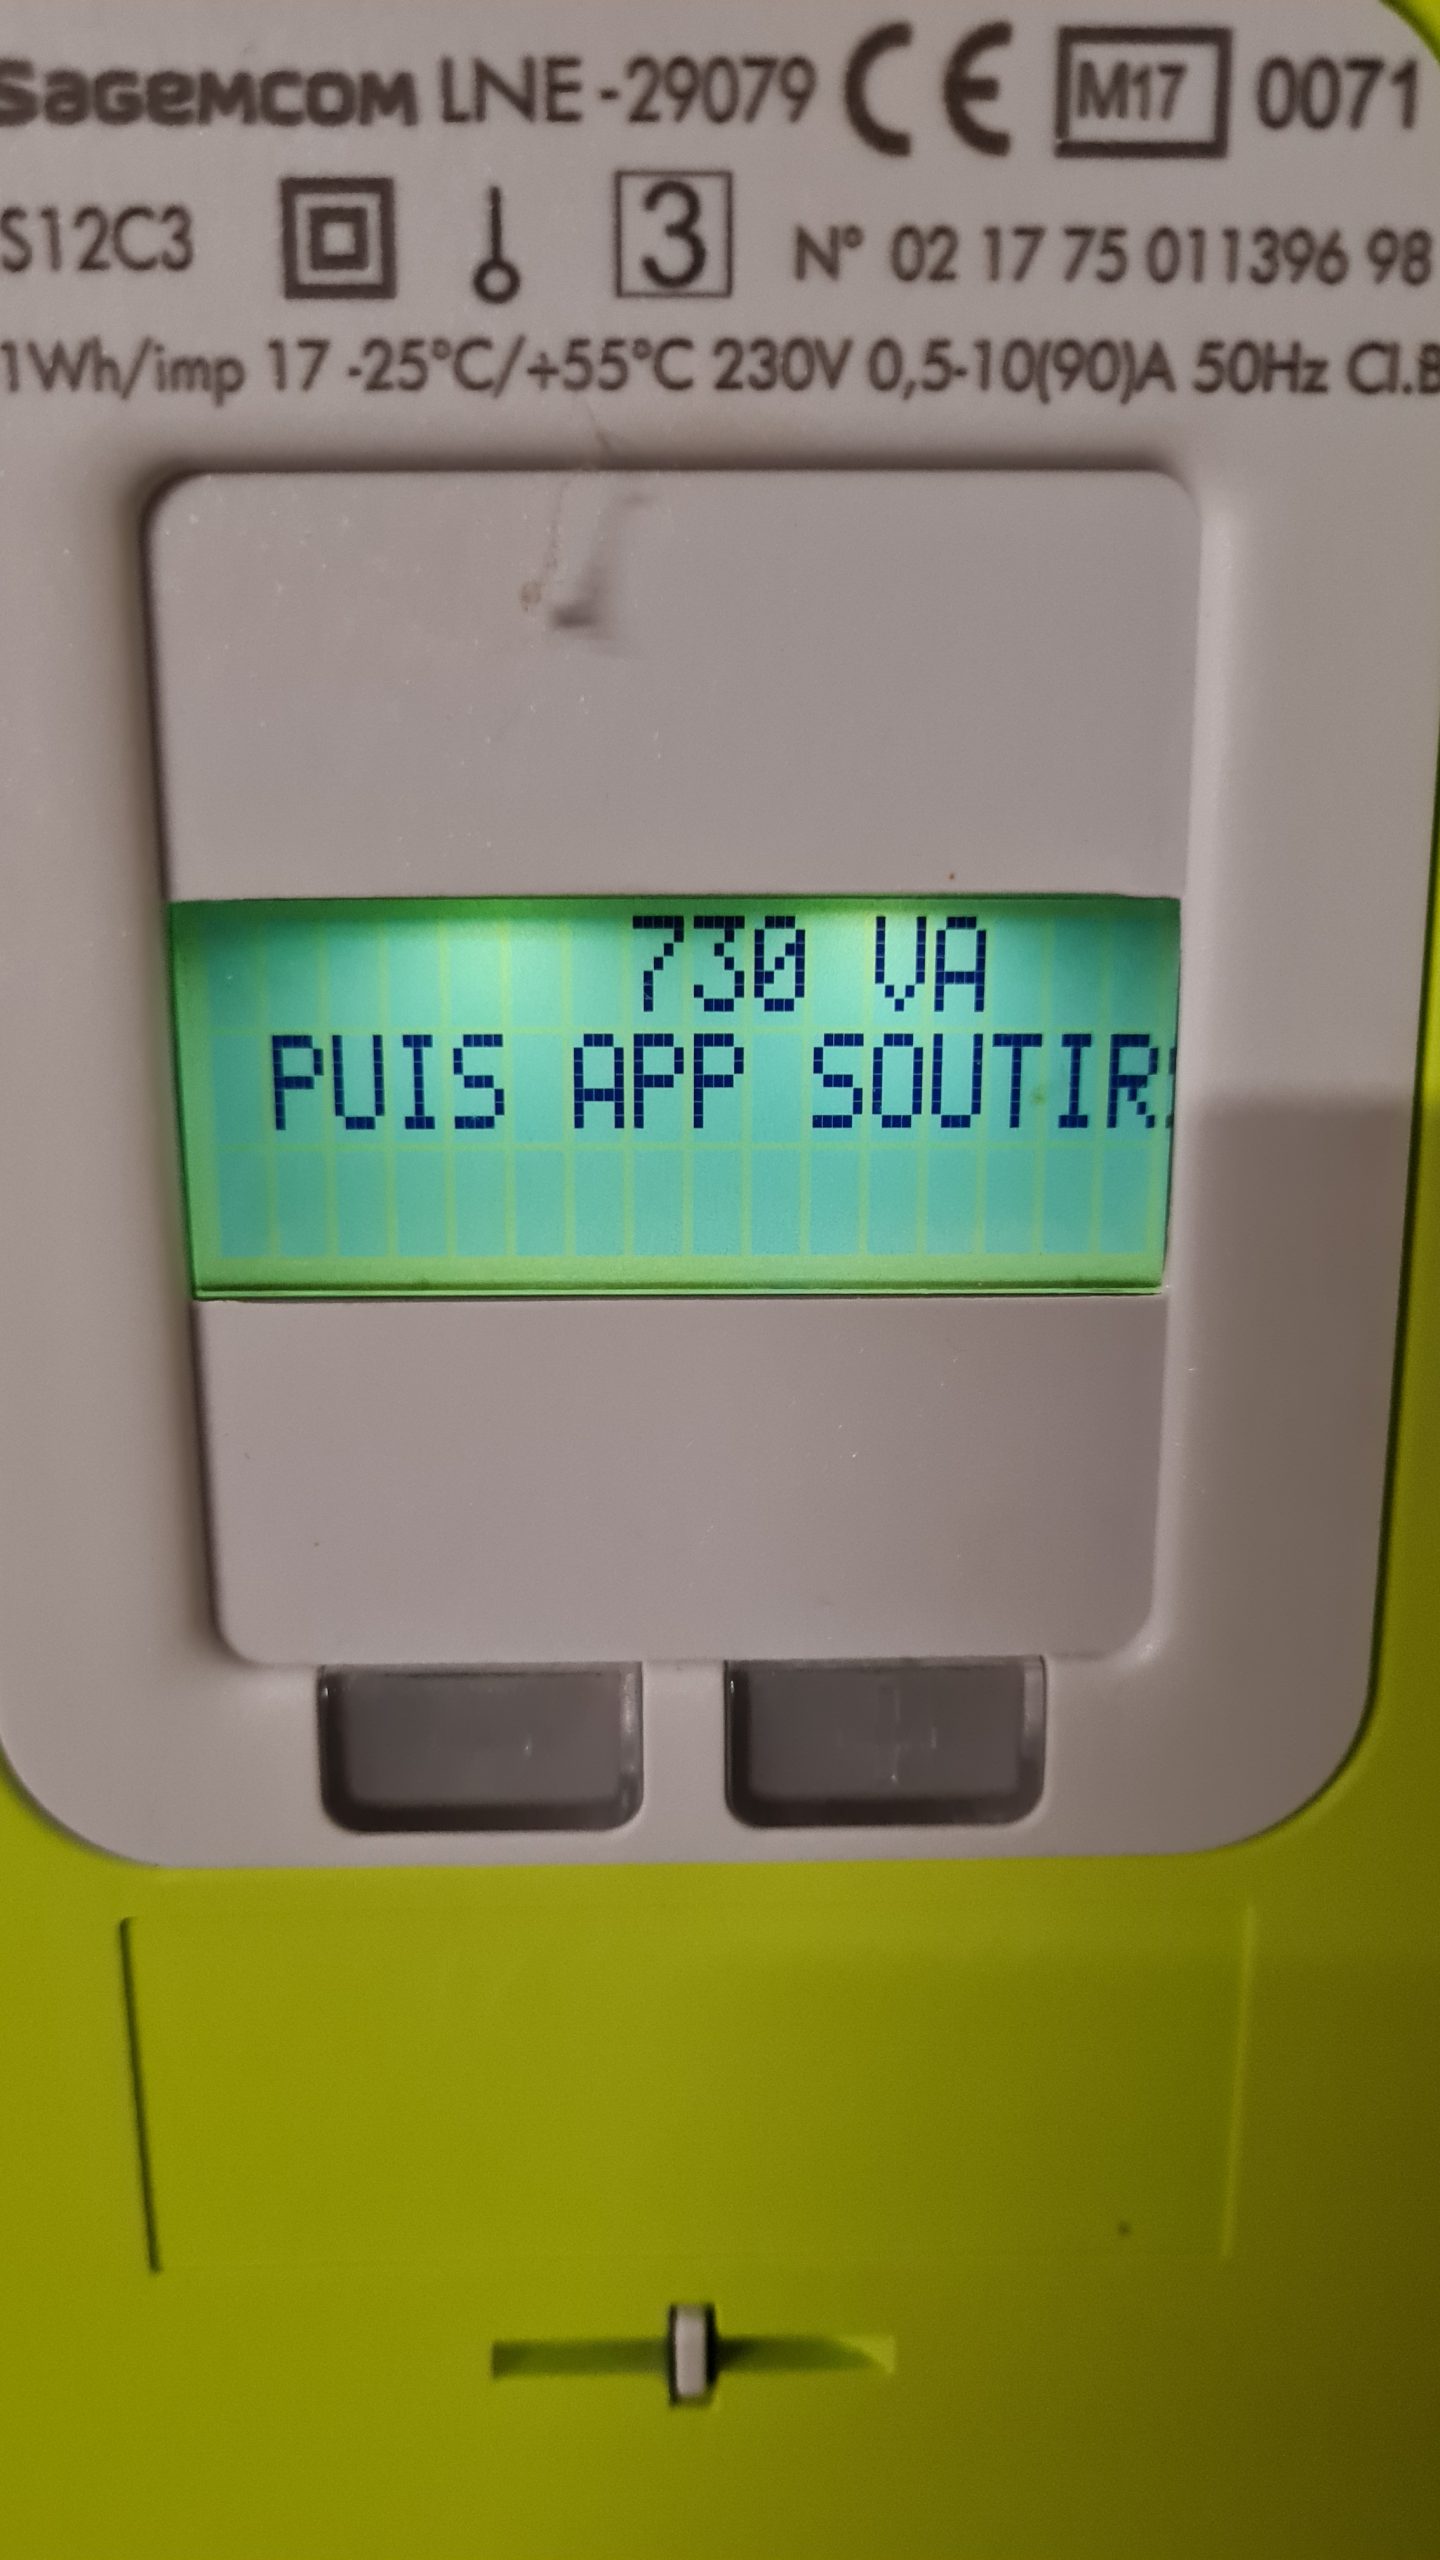 SAGEMCOM LNE-29079 CE M17 0071
S12C3 3 N° 02 17 75 011396 98
1Wh/imp 17 -25°C/+55°C 230V 0,5-10(90)A 50Hz Cl.B
730 VA
PUIS APP SOUTIR